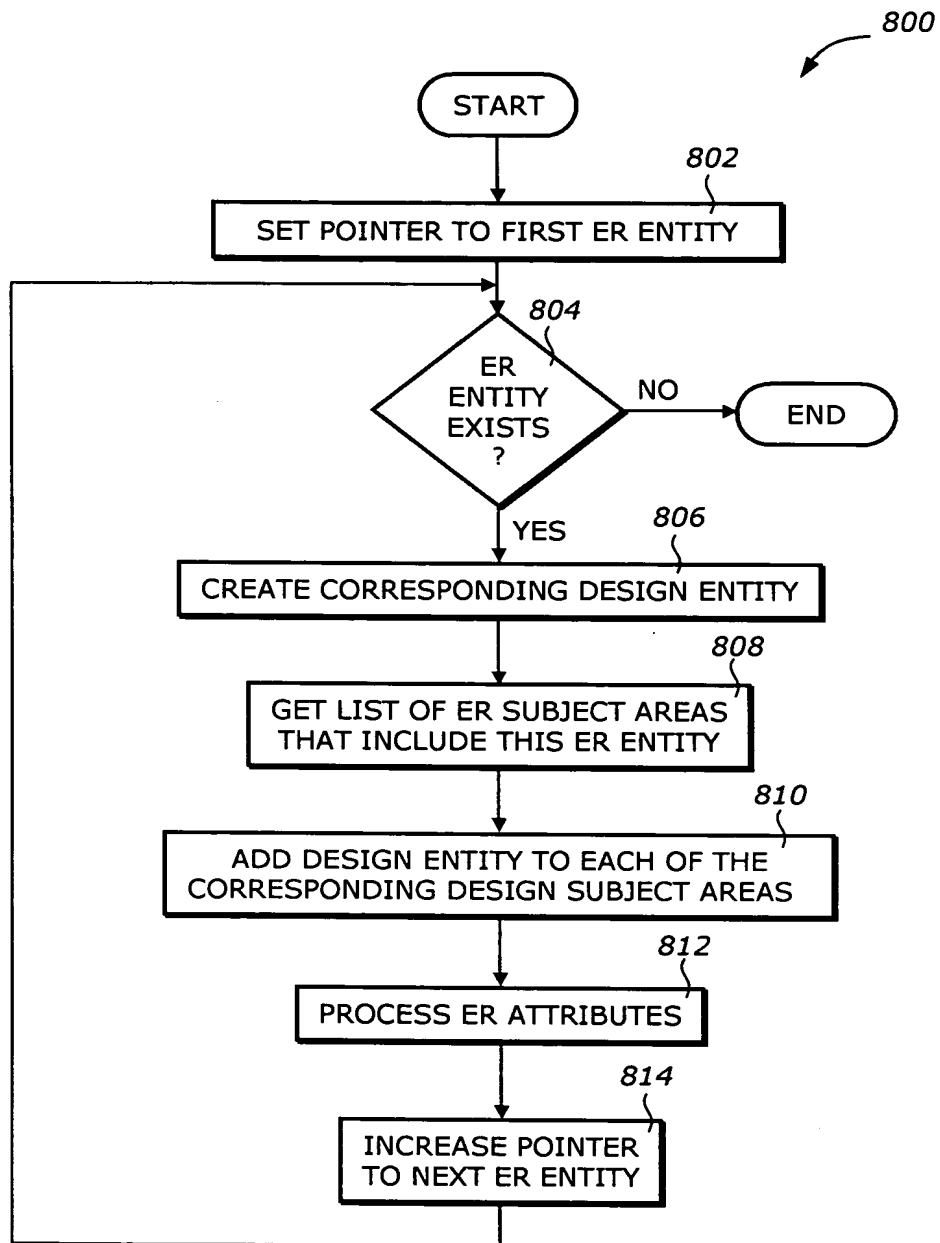 800
START
802
SET POINTER TO FIRST ER ENTITY
804
ER
ENTITY
EXISTS
?
NO
END
YES
806
CREATE CORRESPONDING DESIGN ENTITY
808
GET LIST OF ER SUBJECT AREAS
THAT INCLUDE THIS ER ENTITY
810
ADD DESIGN ENTITY TO EACH OF THE
CORRESPONDING DESIGN SUBJECT AREAS
812
PROCESS ER ATTRIBUTES
814
INCREASE POINTER
TO NEXT ER ENTITY